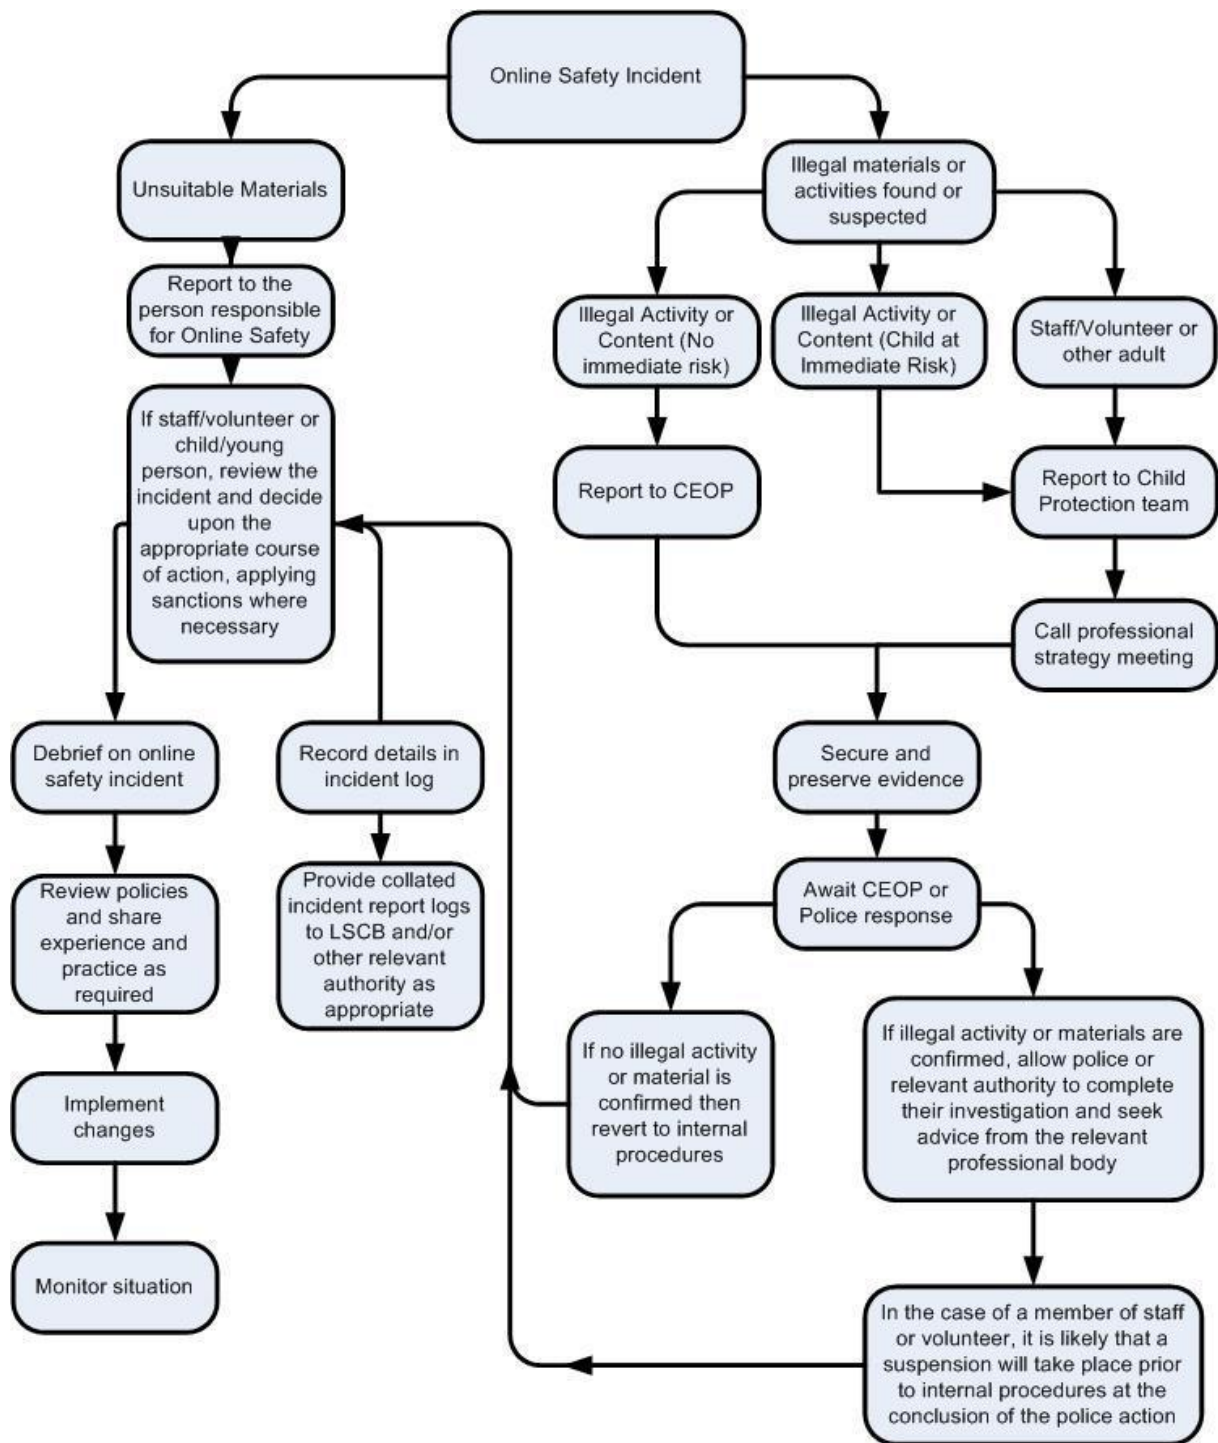 Online Safety Incident
Unsuitable Materials
Illegal materials or
activities found or
suspected
Report to the
person responsible
for Online Safety
Illegal Activity or
Content (No
immediate risk)
Illegal Activity or
Content (Child at
Immediate Risk)
Staff/Volunteer or
other adult
If staff/volunteer or
child/young
person, review the
incident and decide
upon the
appropriate course
of action, applying
sanctions where
necessary
Report to CEOP
Report to Child
Protection team
Call professional
strategy meeting
Debrief on online
safety incident
Record details in
incident log
Secure and
preserve evidence
Review policies
and share
experience and
practice as
required
Provide collated
incident report logs
to LSCB and/or
other relevant
authority as
appropriate
Await CEOP or
Police response
If no illegal activity
or material is
confirmed then
revert to internal
procedures
If illegal activity or materials are
confirmed, allow police or
relevant authority to complete
their investigation and seek
advice from the relevant
professional body
Implement
changes
Monitor situation
In the case of a member of staff
or volunteer, it is likely that a
suspension will take place prior
to internal procedures at the
conclusion of the police action